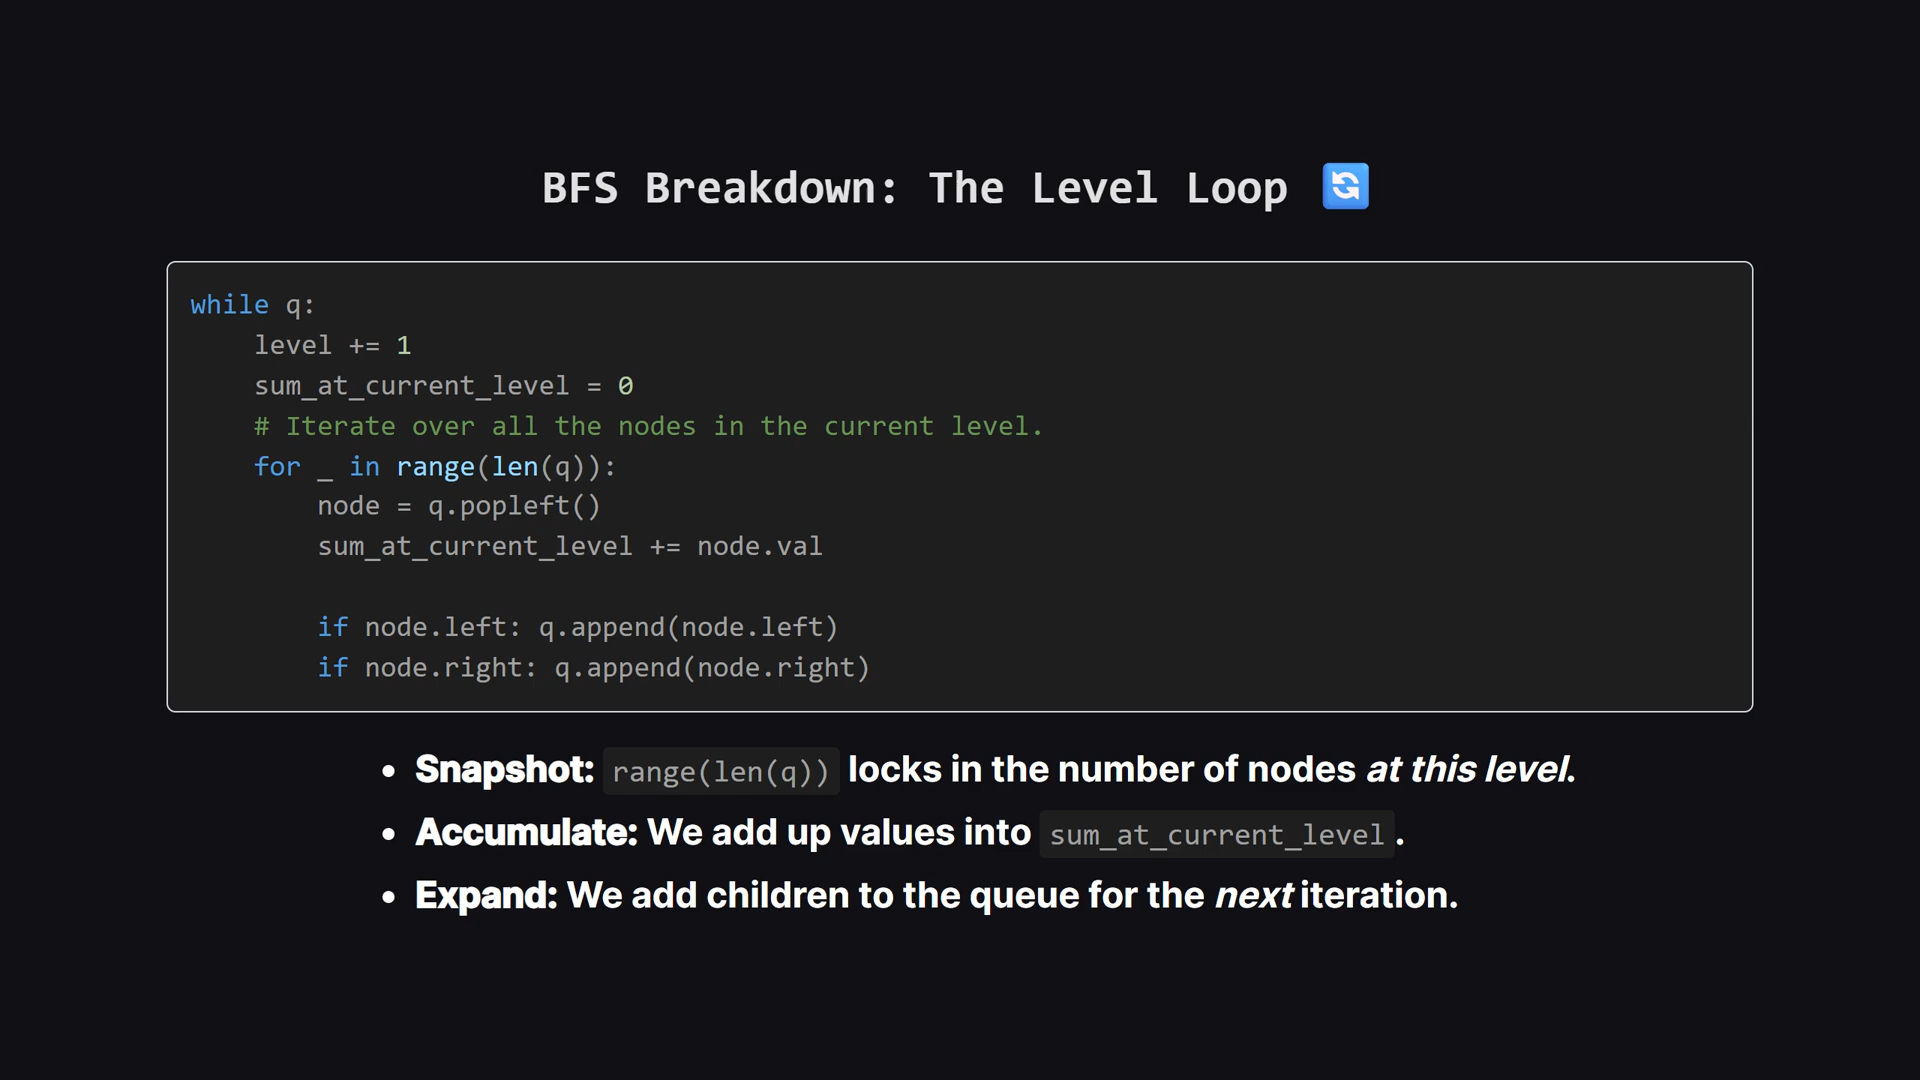 BFS Breakdown: The Level Loop 🔄
while q:
    level += 1
    sum_at_current_level = 0
    # Iterate over all the nodes in the current level.
    for _ in range(len(q)):
        node = q.popleft()
        sum_at_current_level += node.val

        if node.left: q.append(node.left)
        if node.right: q.append(node.right)
• Snapshot: range(len(q)) locks in the number of nodes at this level.
• Accumulate: We add up values into sum_at_current_level.
• Expand: We add children to the queue for the next iteration.